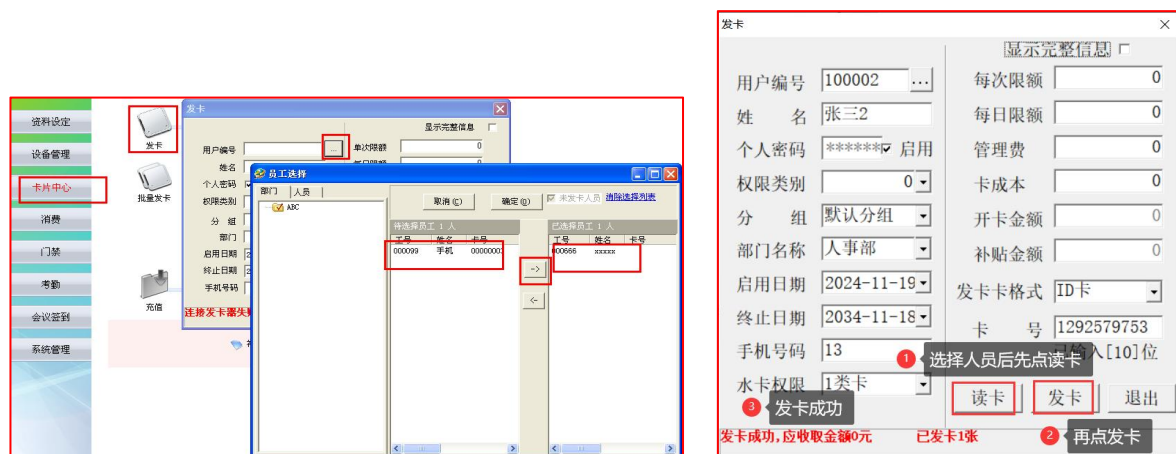 资料设定
设备管理
卡片中心
消费
门禁
考勤
会议签到
系统管理
发卡
批量发卡
充值
发卡
显示完整信息
用户编号
...
单次限额
0
姓名
个人密码
权限类别
分 组
部门
启用日期
终止日期
手机号码
连接发卡器失
员工选择
部门
人员
ABC
取消(C)
确定(O)
未发卡人员
消除选择列表
待选择员工 1 人
已选择员工 1 人
工号 姓名 卡号
000099 手机
工号 姓名 卡号
000666 xxxxx
->
<-
发卡
显示完整信息
用户编号 100002 ...
每次限额 0
姓 名 张三2
每日限额 0
个人密码 ******* 启用
管理费 0
权限类别 0
卡成本 0
分 组 默认分组
开卡金额 0
部门名称 人事部
补贴金额 0
启用日期 2024-11-19
发卡卡格式 ID卡
终止日期 2034-11-18
卡 号 1292579753
手机号码 13
入[10]位
1 选择人员后先点读卡
水卡权限 1类卡
读卡
发卡
退出
3 发卡成功
发卡成功,应收取金额0元
已发卡1张
2 再点发卡